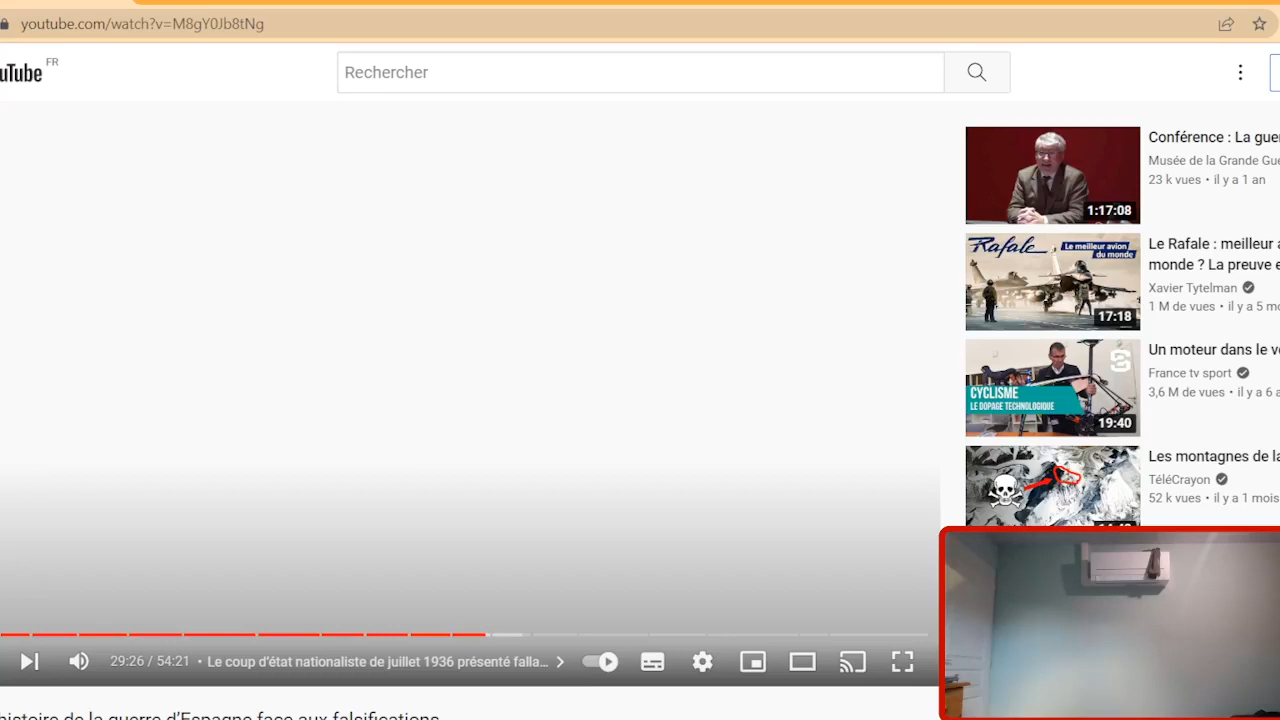 youtube.com/watch?v=M8gY0Jb8tNg
uTube FR
Rechercher
Conférence : La gue
Musée de la Grande Gu
23 k vues • il y a 1 an
1:17:08
Rafale
Le meilleur avion
du monde
17:18
Le Rafale : meilleur a
monde ? La preuve e
Xavier Tytelman
1 M de vues • il y a 5 mo
CYCLISME
LE DOPAGE TECHNOLOGIQUE
19:40
Un moteur dans le v
France tv sport
3,6 M de vues • il y a 6 a
Les montagnes de la
TéléCrayon
52 k vues • il y a 1 mois
29:26 / 54:21 • Le coup d'état nationaliste de juillet 1936 présenté falla...
histoire de la guerre d'Espagne face aux falsifications